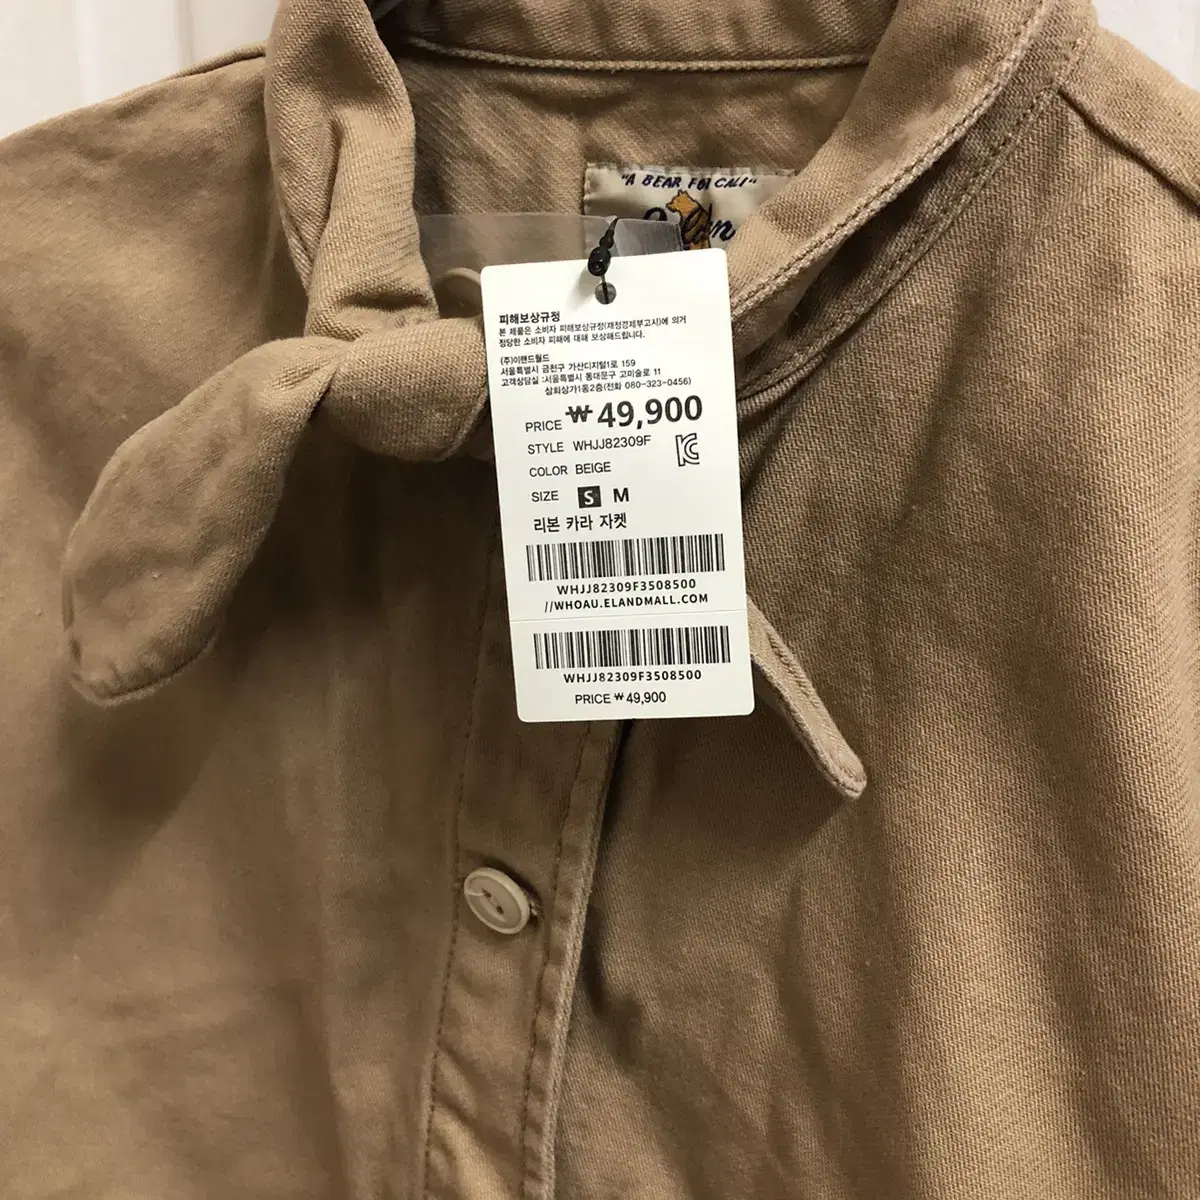 "A BEAR FOR CALI"
피해보상규정
본 제품은 소비자 피해보상규정(재정경제부고시)에 의거
정당한 소비자 피해에 대해 보상해드립니다.
(주)이랜드월드
서울특별시 금천구 가산디지털1로 159
고객상담실 :서울특별시 동대문구 고미술로 11
삼희상가1동2층(전화 080-323-0456)
PRICE ₩49,900
STYLE WHJJ82309F
COLOR BEIGE
SIZE S M
리본 카라 자켓
WHJJ82309F3508500
//WHOAU.ELANDMALL.COM
WHJJ82309F3508500
PRICE ₩49,900